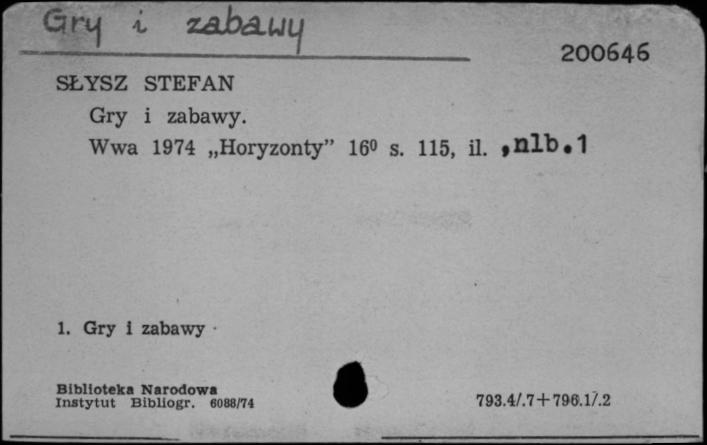 Gry i zabawy
200646
SŁYSZ STEFAN
Gry i zabawy.
Wwa 1974 „Horyzonty” 16⁰ s. 115, il. ,nlb.1
1. Gry i zabawy
Biblioteka Narodowa
Instytut Bibliogr. 6088/74
793.4/.7+796.1/.2